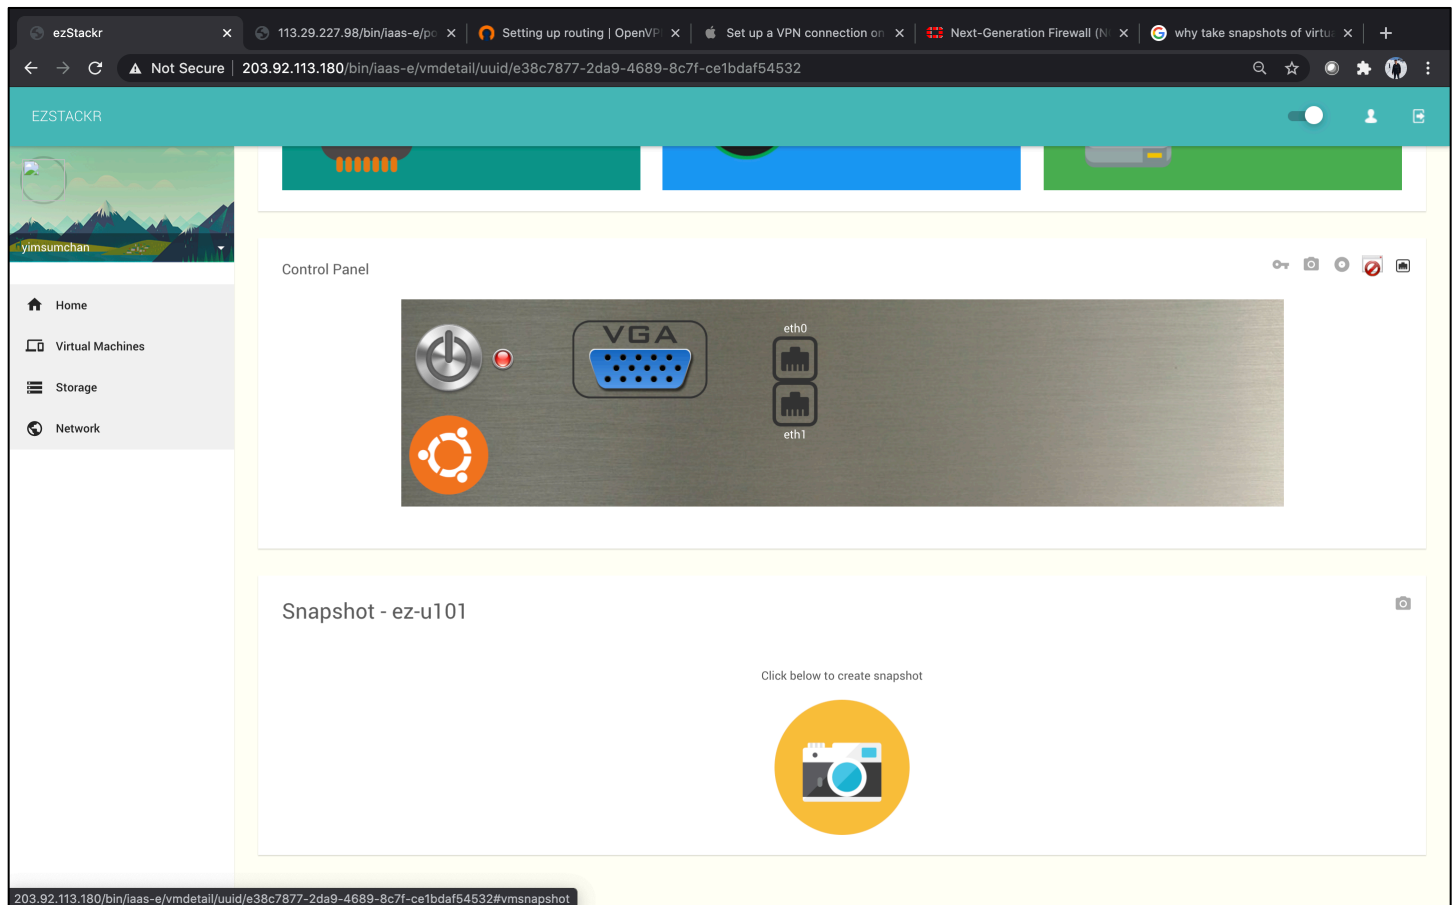 ezStackr
113.29.227.98/bin/iaas-e/po
Setting up routing | OpenVP
Set up a VPN connection on
Next-Generation Firewall (N
why take snapshots of virtua
Not Secure | 203.92.113.180/bin/iaas-e/vmdetail/uuid/e38c7877-2da9-4689-8c7f-ce1bdaf54532
EZSTACKR
yimsumchan
Home
Virtual Machines
Storage
Network
Control Panel
VGA
eth0
eth1
Snapshot - ez-u101
Click below to create snapshot
203.92.113.180/bin/iaas-e/vmdetail/uuid/e38c7877-2da9-4689-8c7f-ce1bdaf54532#vmsnapshot